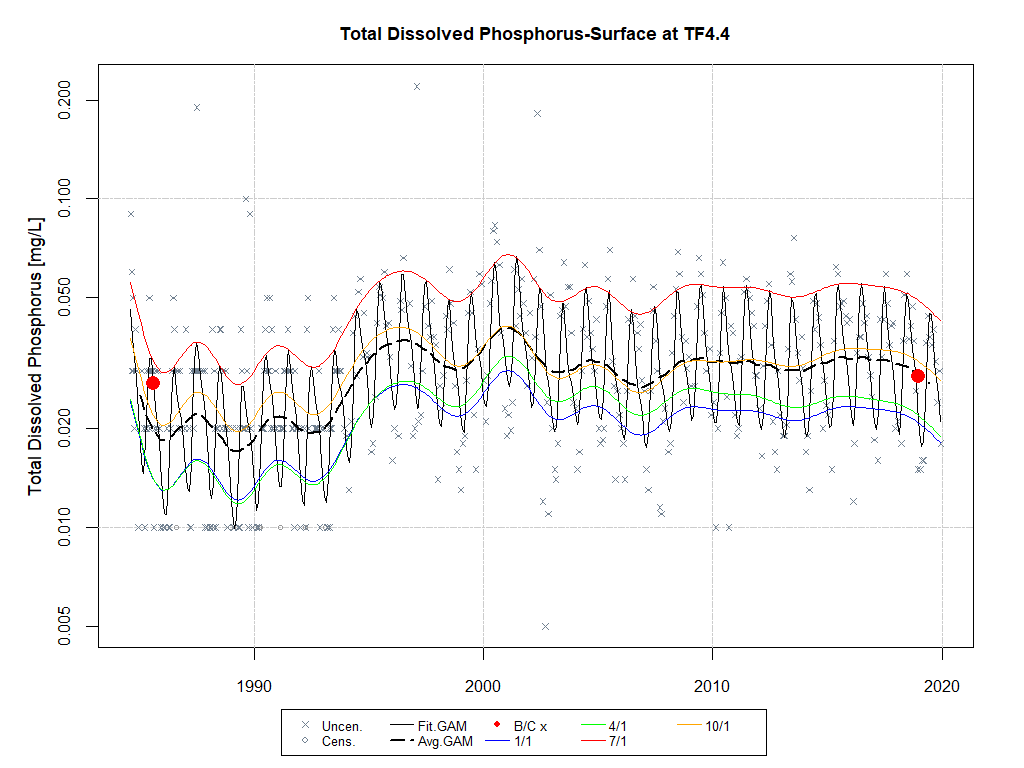 Total Dissolved Phosphorus-Surface at TF4.4
Total Dissolved Phosphorus [mg/L]
0.200
0.100
0.050
0.020
0.010
0.005
1990 2000 2010 2020
Uncen. Fit.GAM B/C x 4/1 10/1
Cens. Avg.GAM 1/1 7/1